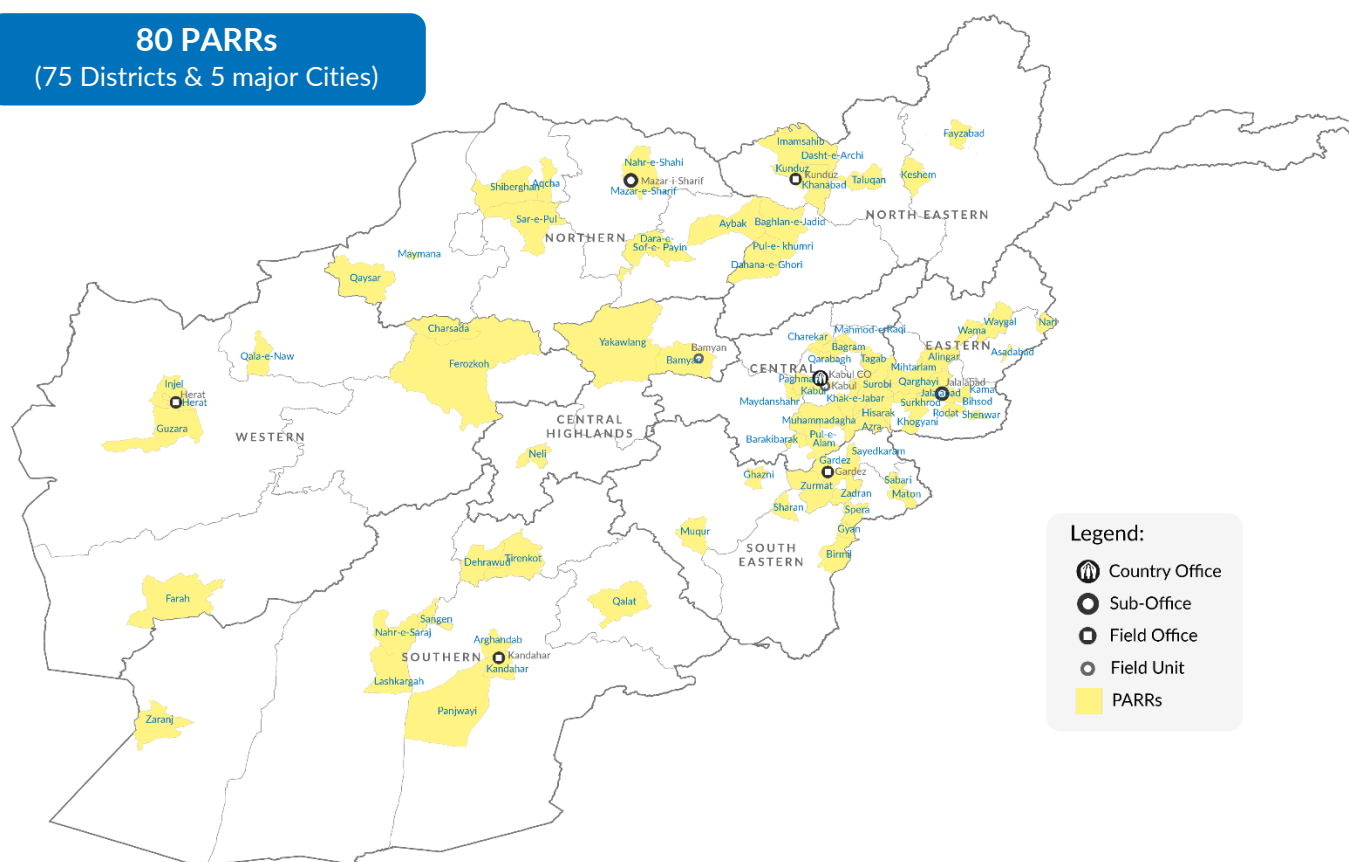 80 PARRs
(75 Districts & 5 major Cities)
Fayzabad
Imamsahib
Dasht-e-Archi
Kunduz
Kunduz
Khanabad
Taluqan
Keshem
NORTH EASTERN
Nahr-e-Shahi
Mazar-i-Sharif
Mazar-e-Sharif
Shiberghan
Aqcha
Sar-e-Pul
NORTHERN
Dara-e-
Sof-e- Payin
Aybak
Baghlan-e-Jadid
Pul-e- khumri
Dahana-e-Ghori
Maymana
Qaysar
Charsada
Ferozkoh
Yakawlang
Bamyan
Bamyan
Qala-e-Naw
Injel
Herat
Herat
Guzara
WESTERN
CENTRAL
HIGHLANDS
Neli
Charekar
Mahmod-e-Raqi
Bagram
Qarabagh
Tagab
CENTRAL
Kabul CO
Paghman
Kabul
Kabul
Surobi
Maydanshahr
Khak-e-Jabar
Muhammadagha
Hisarak
Azra
Barakibarak
Pul-e-
Alam
Waygal
Wama
Nari
EASTERN
Asadabad
Alingar
Mihtarlam
Qarghayi
Jalalabad
Jalalabad
Kama
Surkhrod
Bihsod
Rodat
Shenwar
Khogyani
Sayedkaram
Gardez
Gardez
Ghazni
Zurmat
Zadran
Sabari
Maton
Sharan
Spera
Gyan
Birmil
Muqur
SOUTH
EASTERN
Dehrawud
Tirenkot
Farah
Qalat
Sangen
Nahr-e-Saraj
Arghandab
SOUTHERN
Kandahar
Kandahar
Lashkargah
Panjwayi
Zaranj
Legend:
Country Office
Sub-Office
Field Office
Field Unit
PARRs